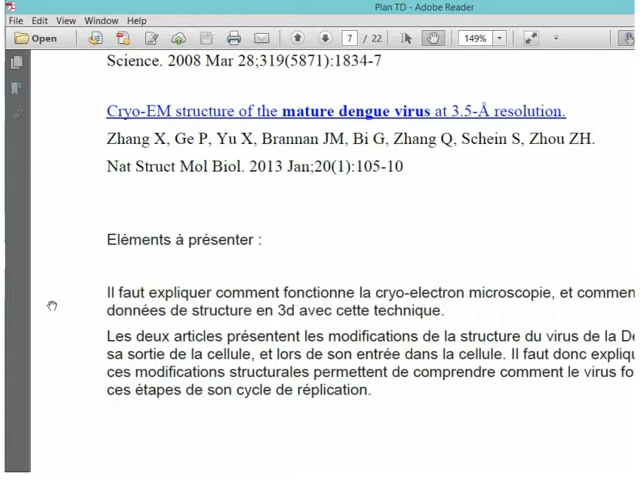 Plan TD - Adobe Reader
File Edit View Window Help
Open 7 / 22 149%
Science. 2008 Mar 28;319(5871):1834-7
Cryo-EM structure of the mature dengue virus at 3.5-Å resolution.
Zhang X, Ge P, Yu X, Brannan JM, Bi G, Zhang Q, Schein S, Zhou ZH.
Nat Struct Mol Biol. 2013 Jan;20(1):105-10
Eléments à présenter :
Il faut expliquer comment fonctionne la cryo-electron microscopie, et commen
données de structure en 3d avec cette technique.
Les deux articles présentent les modifications de la structure du virus de la De
sa sortie de la cellule, et lors de son entrée dans la cellule. Il faut donc expliqu
ces modifications structurales permettent de comprendre comment le virus fo
ces étapes de son cycle de réplication.